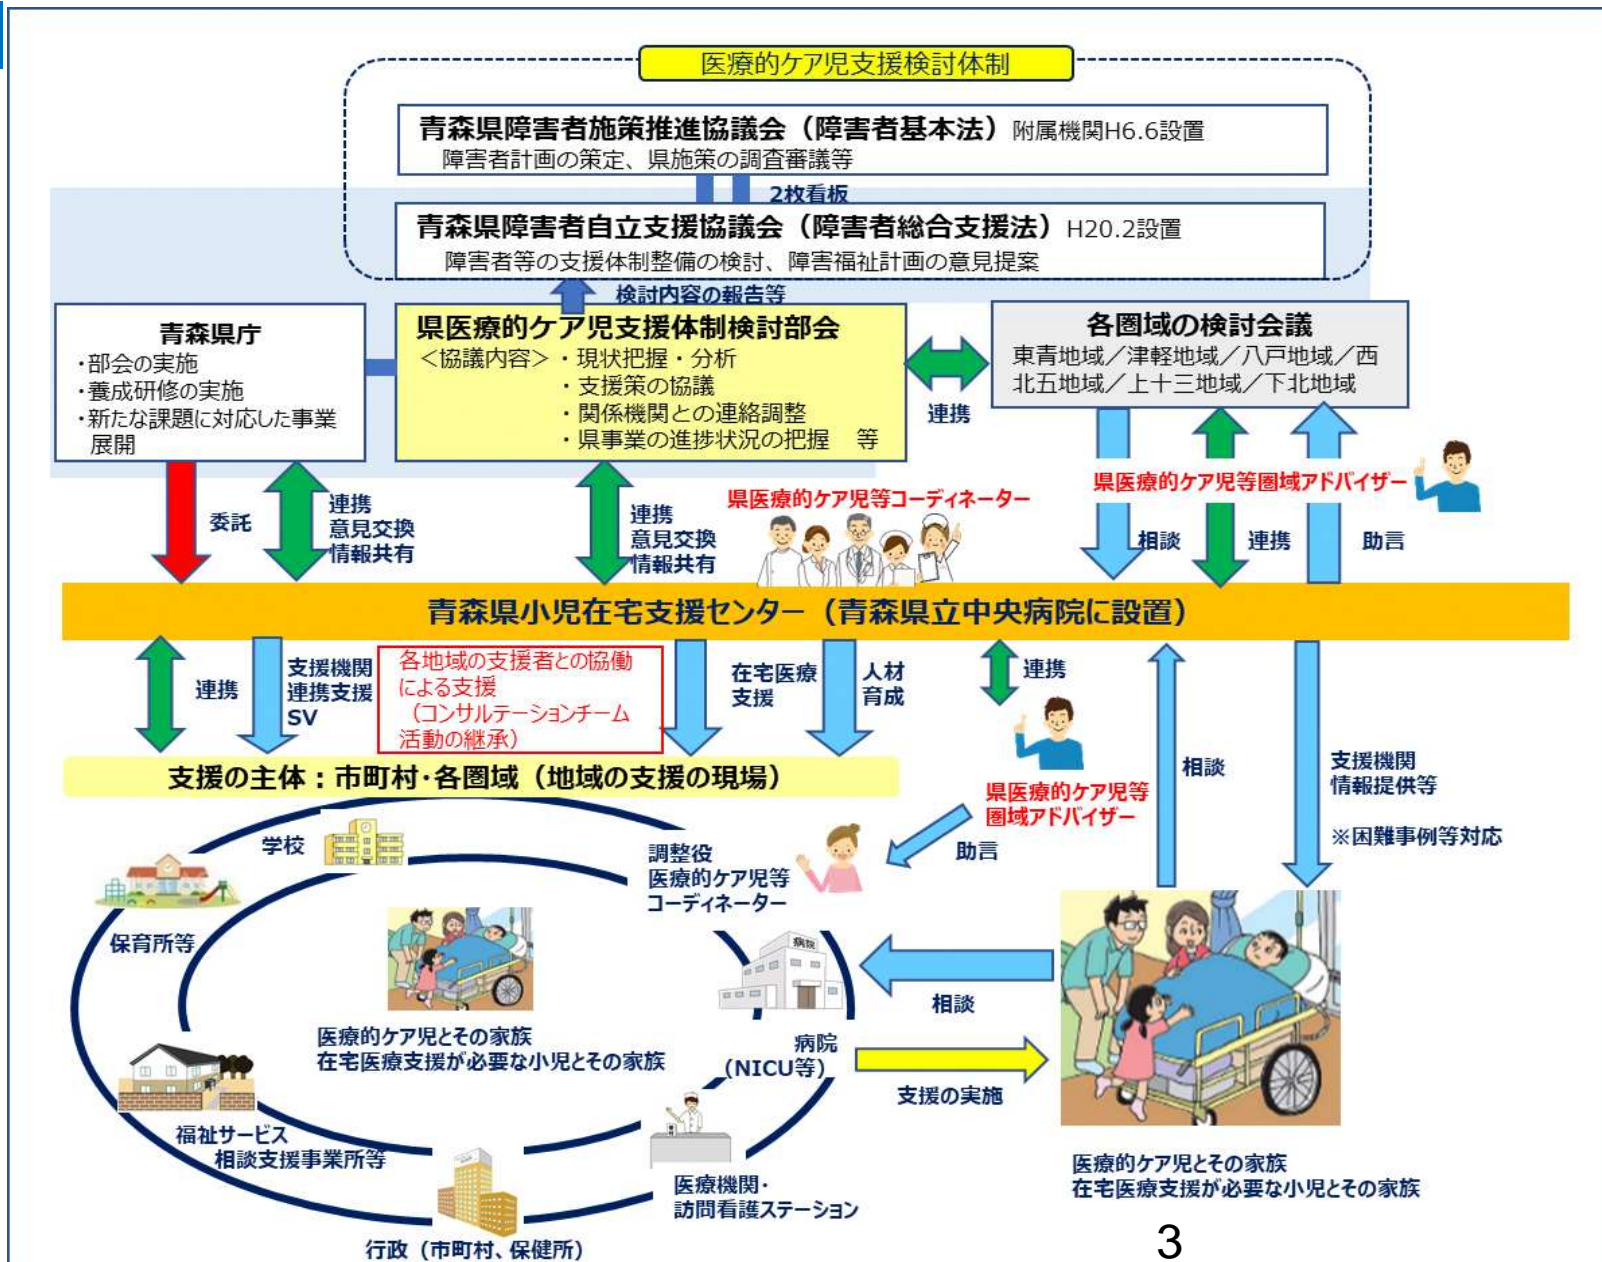 医療的ケア児支援検討体制
青森県障害者施策推進協議会（障害者基本法）附属機関H6.6設置
障害者計画の策定、県施策の調査審議等
2枚看板
青森県障害者自立支援協議会（障害者総合支援法）H20.2設置
障害者等の支援体制整備の検討、障害福祉計画の意見提案
検討内容の報告等
青森県庁
・部会の実施
・養成研修の実施
・新たな課題に対応した事業
展開
県医療的ケア児支援体制検討部会
＜協議内容＞・現状把握・分析
・支援策の協議
・関係機関との連絡調整
・県事業の進捗状況の把握　等
連携
各圏域の検討会議
東青地域／津軽地域／八戸地域／西
北五地域／上十三地域／下北地域
委託
連携
意見交換
情報共有
連携
意見交換
情報共有
県医療的ケア児等コーディネーター
県医療的ケア児等圏域アドバイザー
相談
連携
助言
青森県小児在宅支援センター（青森県立中央病院に設置）
連携
支援機関
連携支援
SV
各地域の支援者との協働
による支援
（コンサルテーションチーム
活動の継承）
在宅医療
支援
人材
育成
連携
県医療的ケア児等
圏域アドバイザー
助言
相談
支援機関
情報提供等
※困難事例等対応
支援の主体：市町村・各圏域（地域の支援の現場）
学校
保育所等
調整役
医療的ケア児等
コーディネーター
病院
医療的ケア児とその家族
在宅医療支援が必要な小児とその家族
病院
（NICU等）
相談
支援の実施
福祉サービス
相談支援事業所等
医療機関・
訪問看護ステーション
行政（市町村、保健所）
医療的ケア児とその家族
在宅医療支援が必要な小児とその家族
3